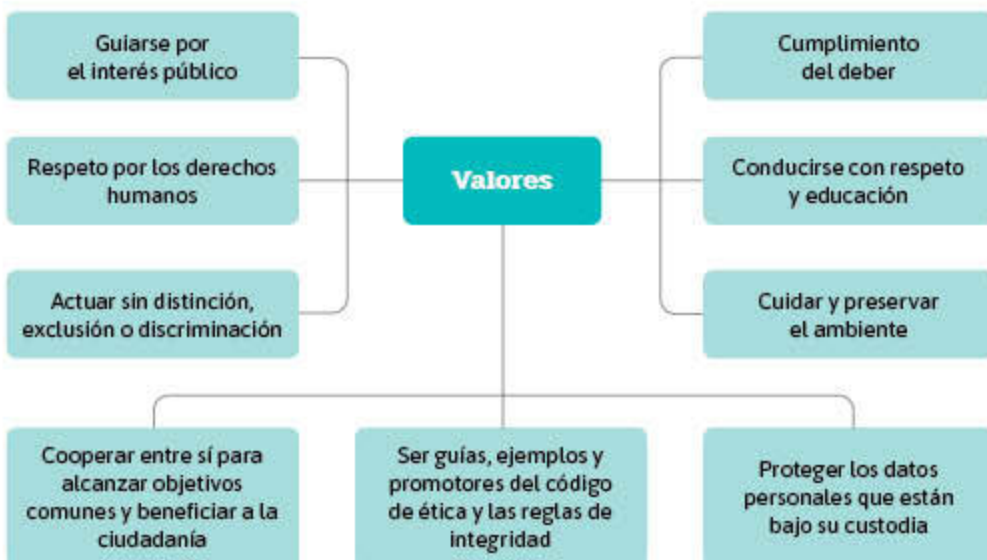 Guiarse por
el interés público
Cumplimiento
del deber
Respeto por los derechos
humanos
Valores
Conducirse con respeto
y educación
Actuar sin distinción,
exclusión o discriminación
Cuidar y preservar
el ambiente
Cooperar entre sí para
alcanzar objetivos
comunes y beneficiar a la
ciudadanía
Ser guías, ejemplos y
promotores del código
de ética y las reglas de
integridad
Proteger los datos
personales que están
bajo su custodia